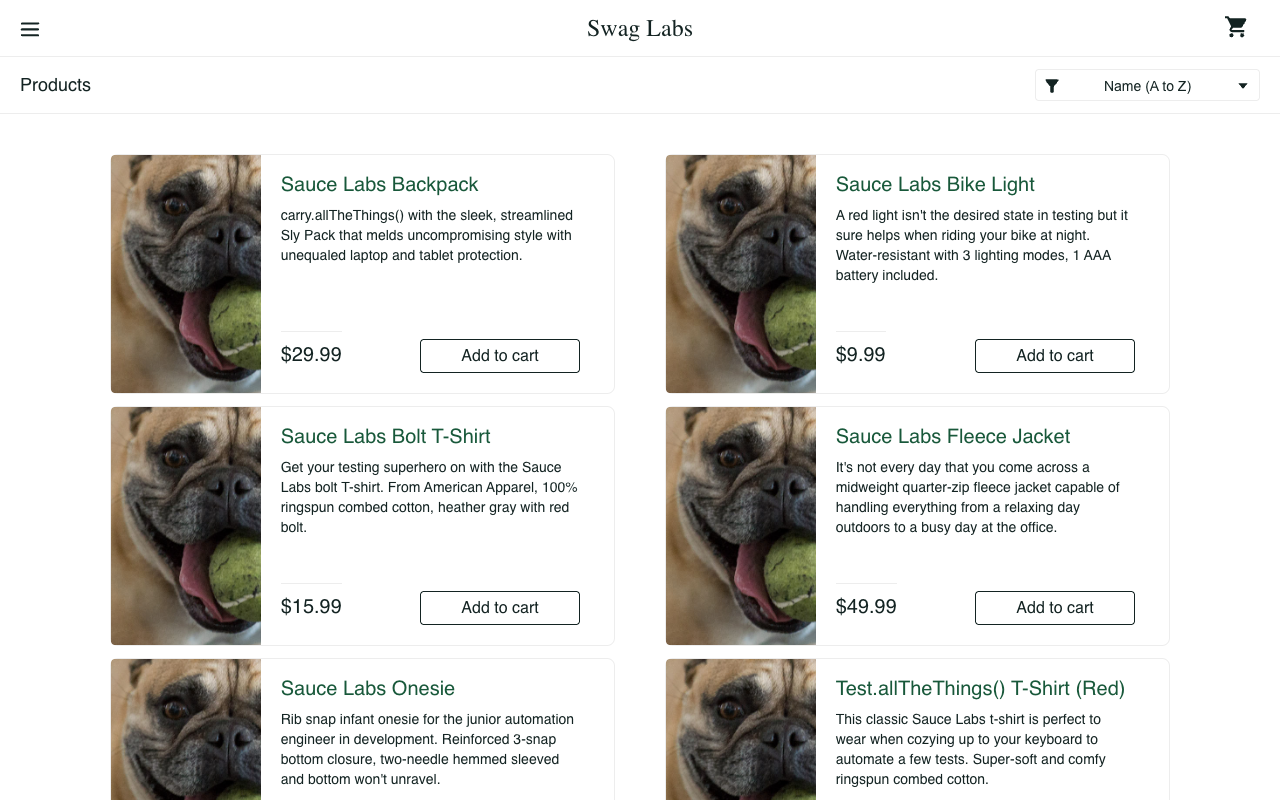 Swag Labs
Products
Name (A to Z)
Sauce Labs Backpack
carry.allTheThings() with the sleek, streamlined
Sly Pack that melds uncompromising style with
unequaled laptop and tablet protection.
$29.99
Add to cart
Sauce Labs Bike Light
A red light isn't the desired state in testing but it
sure helps when riding your bike at night.
Water-resistant with 3 lighting modes, 1 AAA
battery included.
$9.99
Add to cart
Sauce Labs Bolt T-Shirt
Get your testing superhero on with the Sauce
Labs bolt T-shirt. From American Apparel, 100%
ringspun combed cotton, heather gray with red
bolt.
$15.99
Add to cart
Sauce Labs Fleece Jacket
It's not every day that you come across a
midweight quarter-zip fleece jacket capable of
handling everything from a relaxing day
outdoors to a busy day at the office.
$49.99
Add to cart
Sauce Labs Onesie
Rib snap infant onesie for the junior automation
engineer in development. Reinforced 3-snap
bottom closure, two-needle hemmed sleeved
and bottom won't unravel.
Test.allTheThings() T-Shirt (Red)
This classic Sauce Labs t-shirt is perfect to
wear when cozying up to your keyboard to
automate a few tests. Super-soft and comfy
ringspun combed cotton.